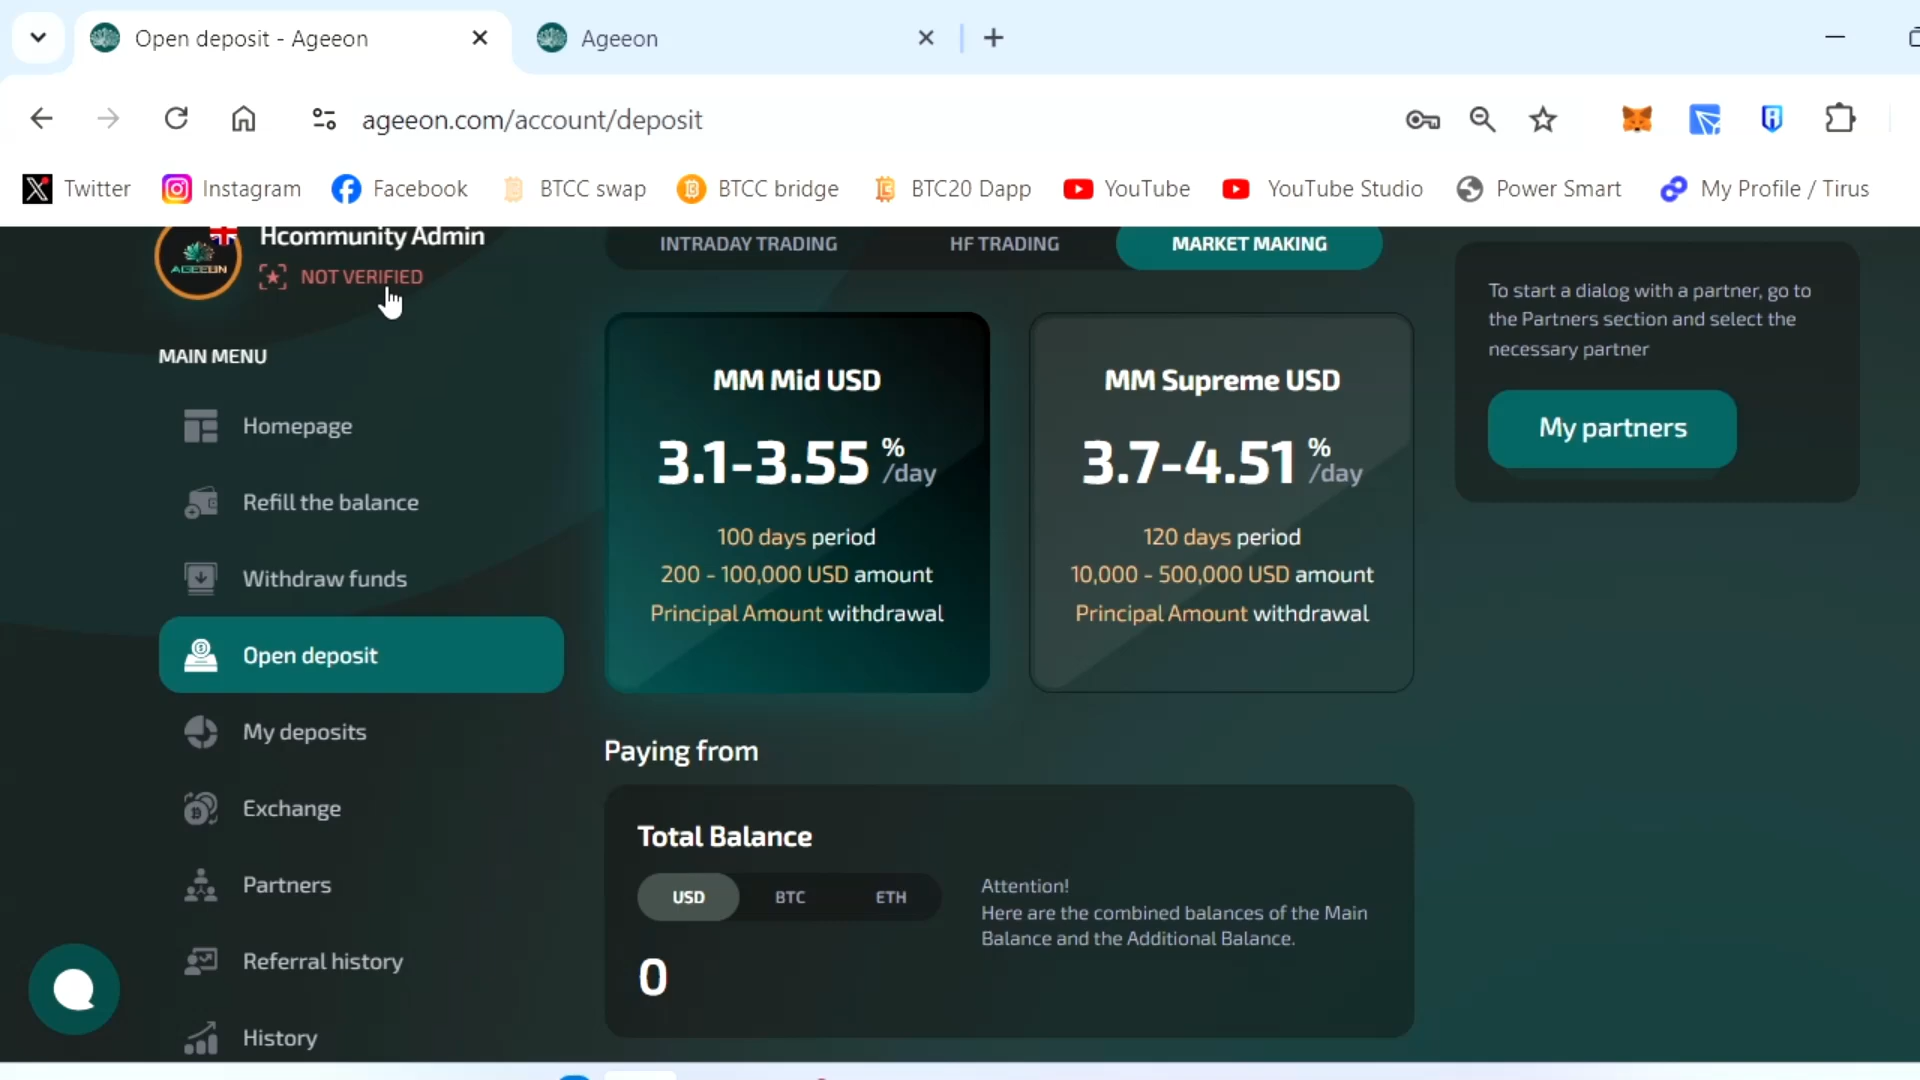 Open deposit - Ageeon
Ageeon
ageeon.com/account/deposit
Twitter
Instagram
Facebook
BTCC swap
BTCC bridge
BTC20 Dapp
YouTube
YouTube Studio
Power Smart
My Profile / Tirus
AGEEON
Hcommunity Admin
NOT VERIFIED
MAIN MENU
Homepage
Refill the balance
Withdraw funds
Open deposit
My deposits
Exchange
Partners
Referral history
History
INTRADAY TRADING
HF TRADING
MARKET MAKING
MM Mid USD
3.1-3.55 % /day
100 days period
200 - 100,000 USD amount
Principal Amount withdrawal
MM Supreme USD
3.7-4.51 % /day
120 days period
10,000 - 500,000 USD amount
Principal Amount withdrawal
Paying from
Total Balance
USD
BTC
ETH
0
Attention!
Here are the combined balances of the Main
Balance and the Additional Balance.
To start a dialog with a partner, go to
the Partners section and select the
necessary partner
My partners